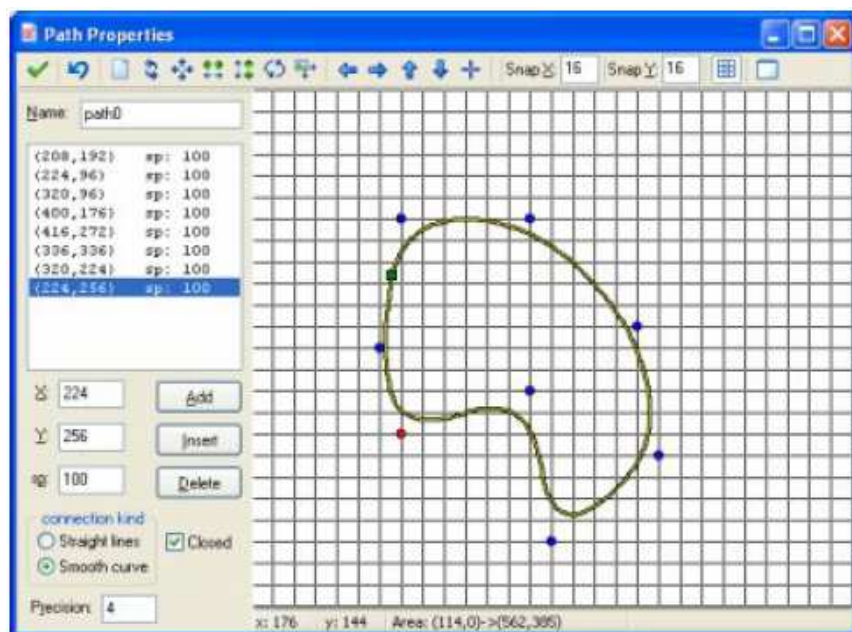 Path Properties
Snap X: 16 Snap Y: 16
Name: path0
(208,192) sp: 100
(224,96) sp: 100
(320,96) sp: 100
(400,176) sp: 100
(416,272) sp: 100
(336,336) sp: 100
(320,224) sp: 100
(224,256) sp: 100
X: 224 Add
Y: 256 Insert
sp: 100 Delete
connection kind
Straight lines Closed
Smooth curve
Precision: 4
x: 176 y: 144 Area: (114,0)->(562,385)